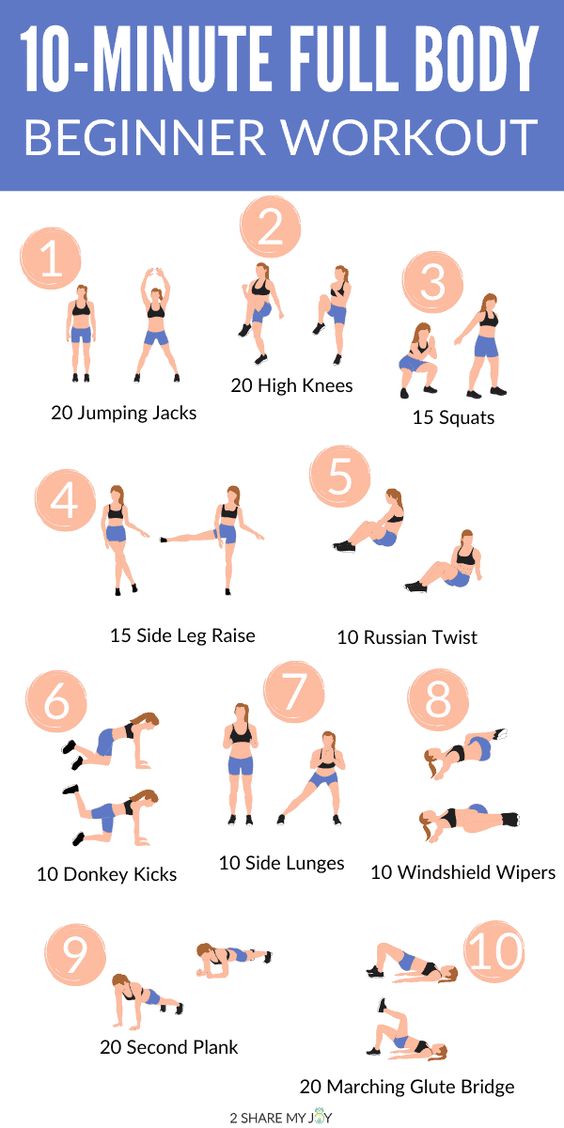 10-MINUTE FULL BODY
BEGINNER WORKOUT
1
20 Jumping Jacks
2
20 High Knees
3
15 Squats
4
15 Side Leg Raise
5
10 Russian Twist
6
10 Donkey Kicks
7
10 Side Lunges
8
10 Windshield Wipers
9
20 Second Plank
10
20 Marching Glute Bridge
2 SHARE MY JOY